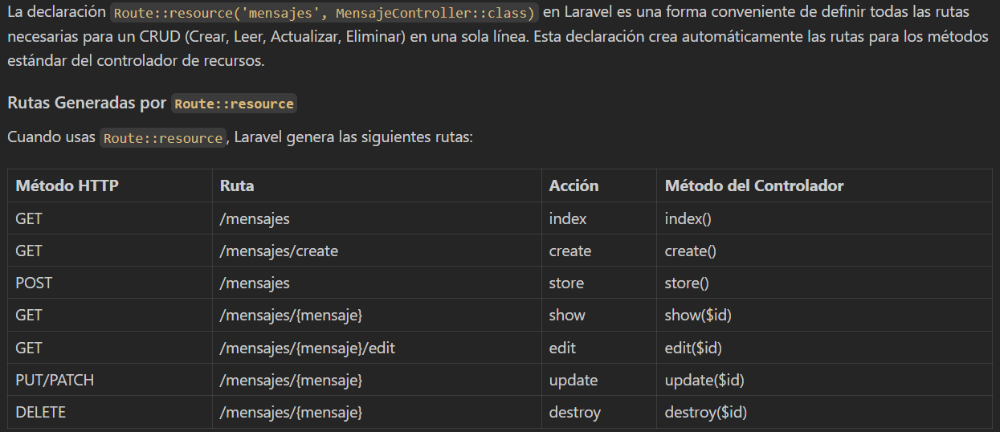 La declaración Route::resource('mensajes', MensajeController::class) en Laravel es una forma conveniente de definir todas las rutas
necesarias para un CRUD (Crear, Leer, Actualizar, Eliminar) en una sola línea. Esta declaración crea automáticamente las rutas para los métodos
estándar del controlador de recursos.
Rutas Generadas por Route::resource
Cuando usas Route::resource, Laravel genera las siguientes rutas:
Método HTTP Ruta Acción Método del Controlador
GET /mensajes index index()
GET /mensajes/create create create()
POST /mensajes store store()
GET /mensajes/{mensaje} show show($id)
GET /mensajes/{mensaje}/edit edit edit($id)
PUT/PATCH /mensajes/{mensaje} update update($id)
DELETE /mensajes/{mensaje} destroy destroy($id)